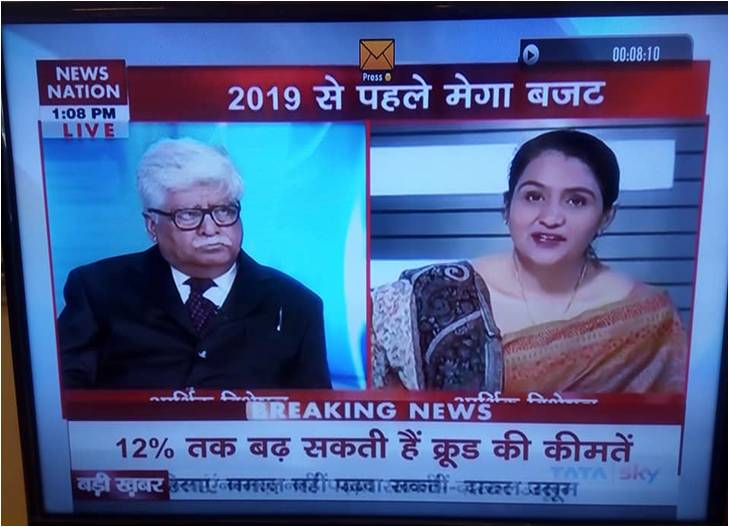 Press
00:08:10
NEWS
NATION
1:08 PM
LIVE
2019 से पहले मेगा बजट
BREAKING NEWS
12% तक बढ़ सकती हैं क्रूड की कीमतें
TATA sky
बड़ी ख़बर